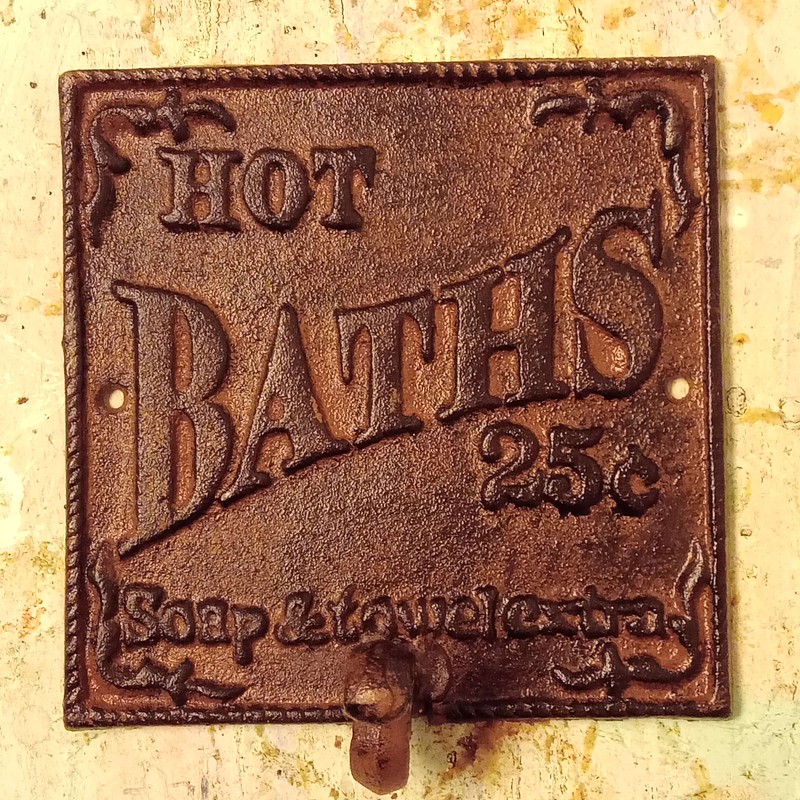 HOT
BATHS
25¢
Soap & towel extra